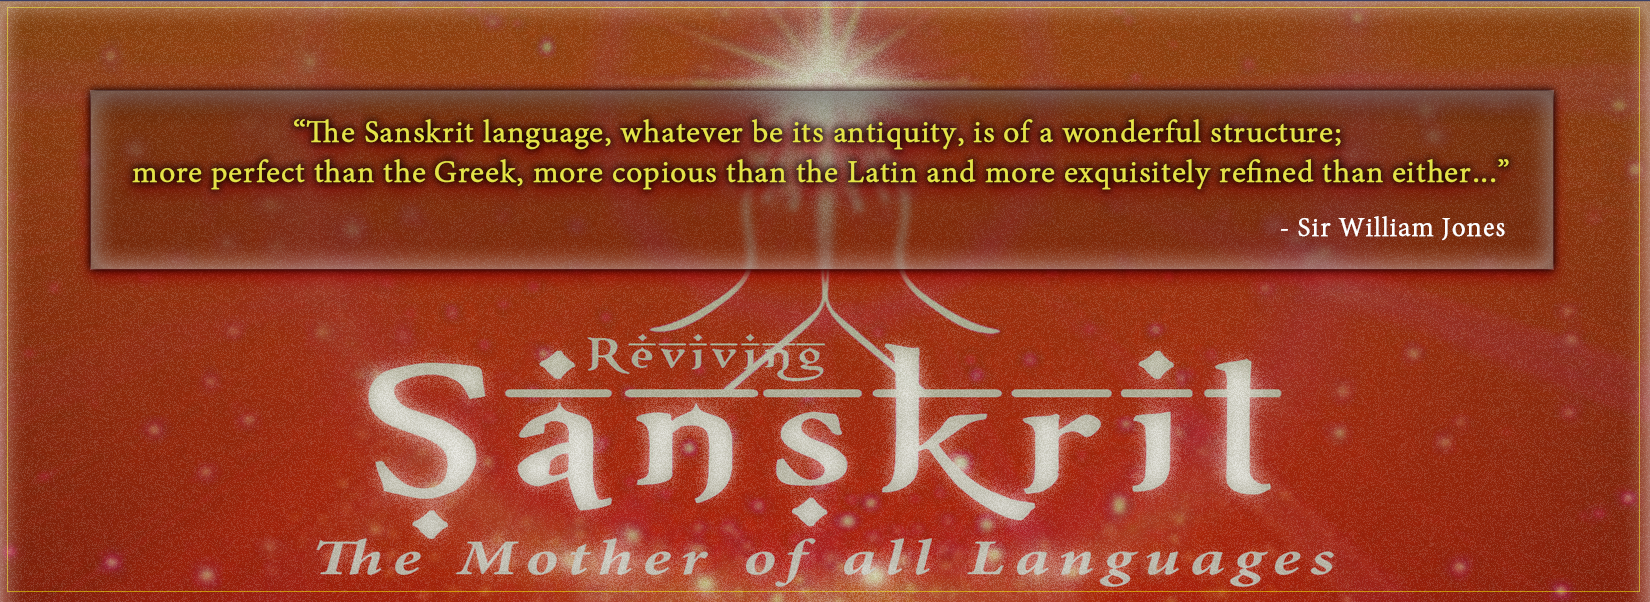 “The Sanskrit language, whatever be its antiquity, is of a wonderful structure;
more perfect than the Greek, more copious than the Latin and more exquisitely refined than either...”
- Sir William Jones
Reviving
Sanskrit
The Mother of all Languages